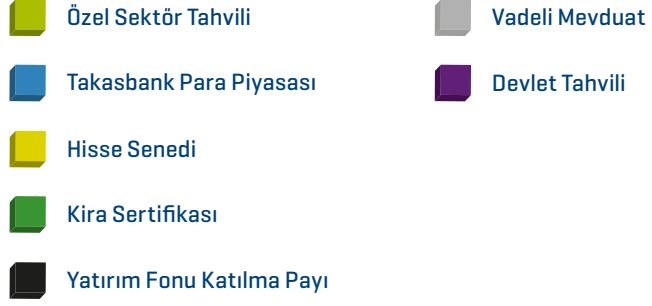 Özel Sektör Tahvili
Takasbank Para Piyasası
Hisse Senedi
Kira Sertifikası
Yatırım Fonu Katılma Payı
Vadeli Mevduat
Devlet Tahvili